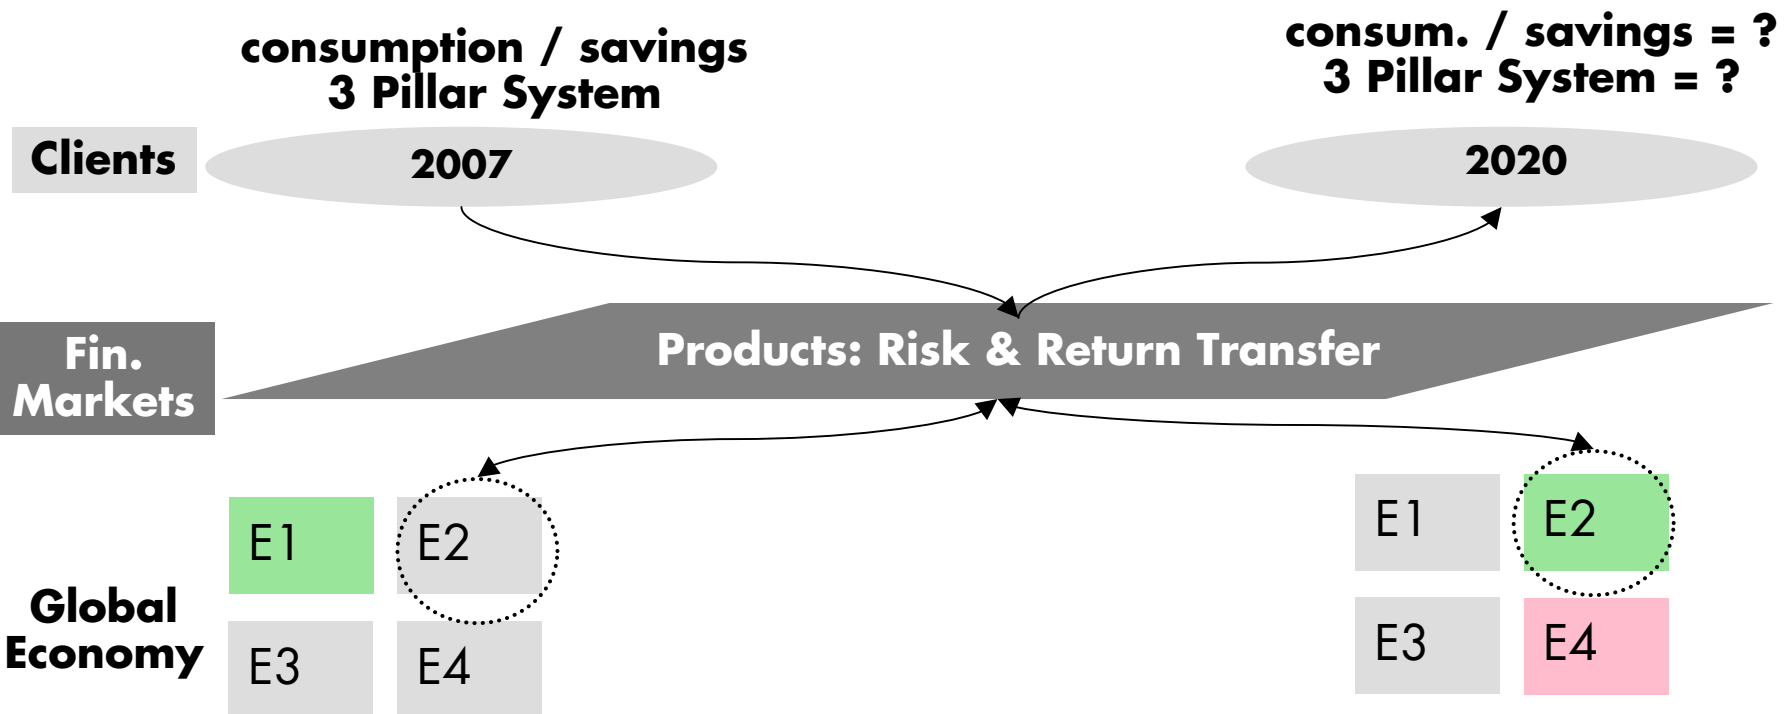 consumption / savings
3 Pillar System
consum. / savings = ?
3 Pillar System = ?
Clients
2007
2020
Fin.
Markets
Products: Risk & Return Transfer
Global
Economy
E1
E2
E3
E4
E1
E2
E3
E4